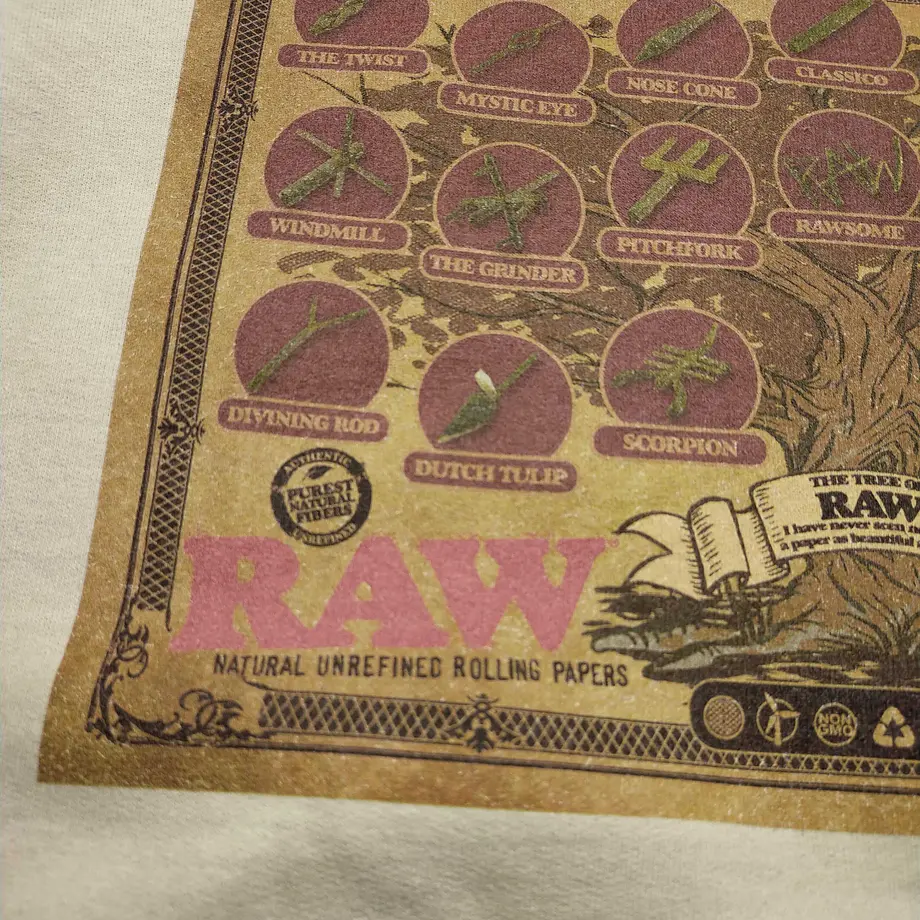 THE TWIST
MYSTIC EYE
NOSE CONE
CLASSICO
WINDMILL
THE GRINDER
PITCHFORK
RAWSOME
DIVINING ROD
DUTCH TULIP
SCORPION
AUTHENTIC
PUREST
NATURAL
FIBERS
UNREFINED
RAW
NATURAL UNREFINED ROLLING PAPERS
THE TREE
RAW
I have never seen
a paper as beautiful
NON
GMO